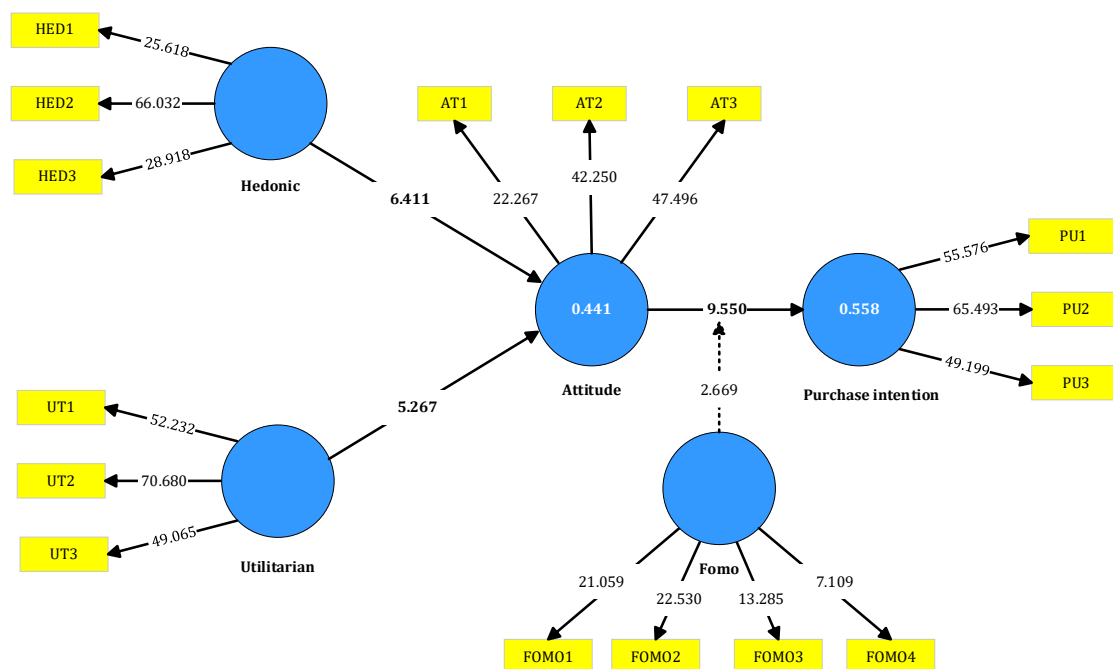 HED1
25.618
HED2
66.032
HED3
28.918
Hedonic
AT1
AT2
AT3
6.411
22.267
42.250
47.496
PU1
55.576
0.441
9.550
0.558
65.493
PU2
49.199
PU3
Attitude
Purchase intention
5.267
2.669
UT1
52.232
UT2
70.680
UT3
49.065
Utilitarian
Fomo
21.059
22.530
13.285
7.109
FOMO1
FOMO2
FOMO3
FOMO4